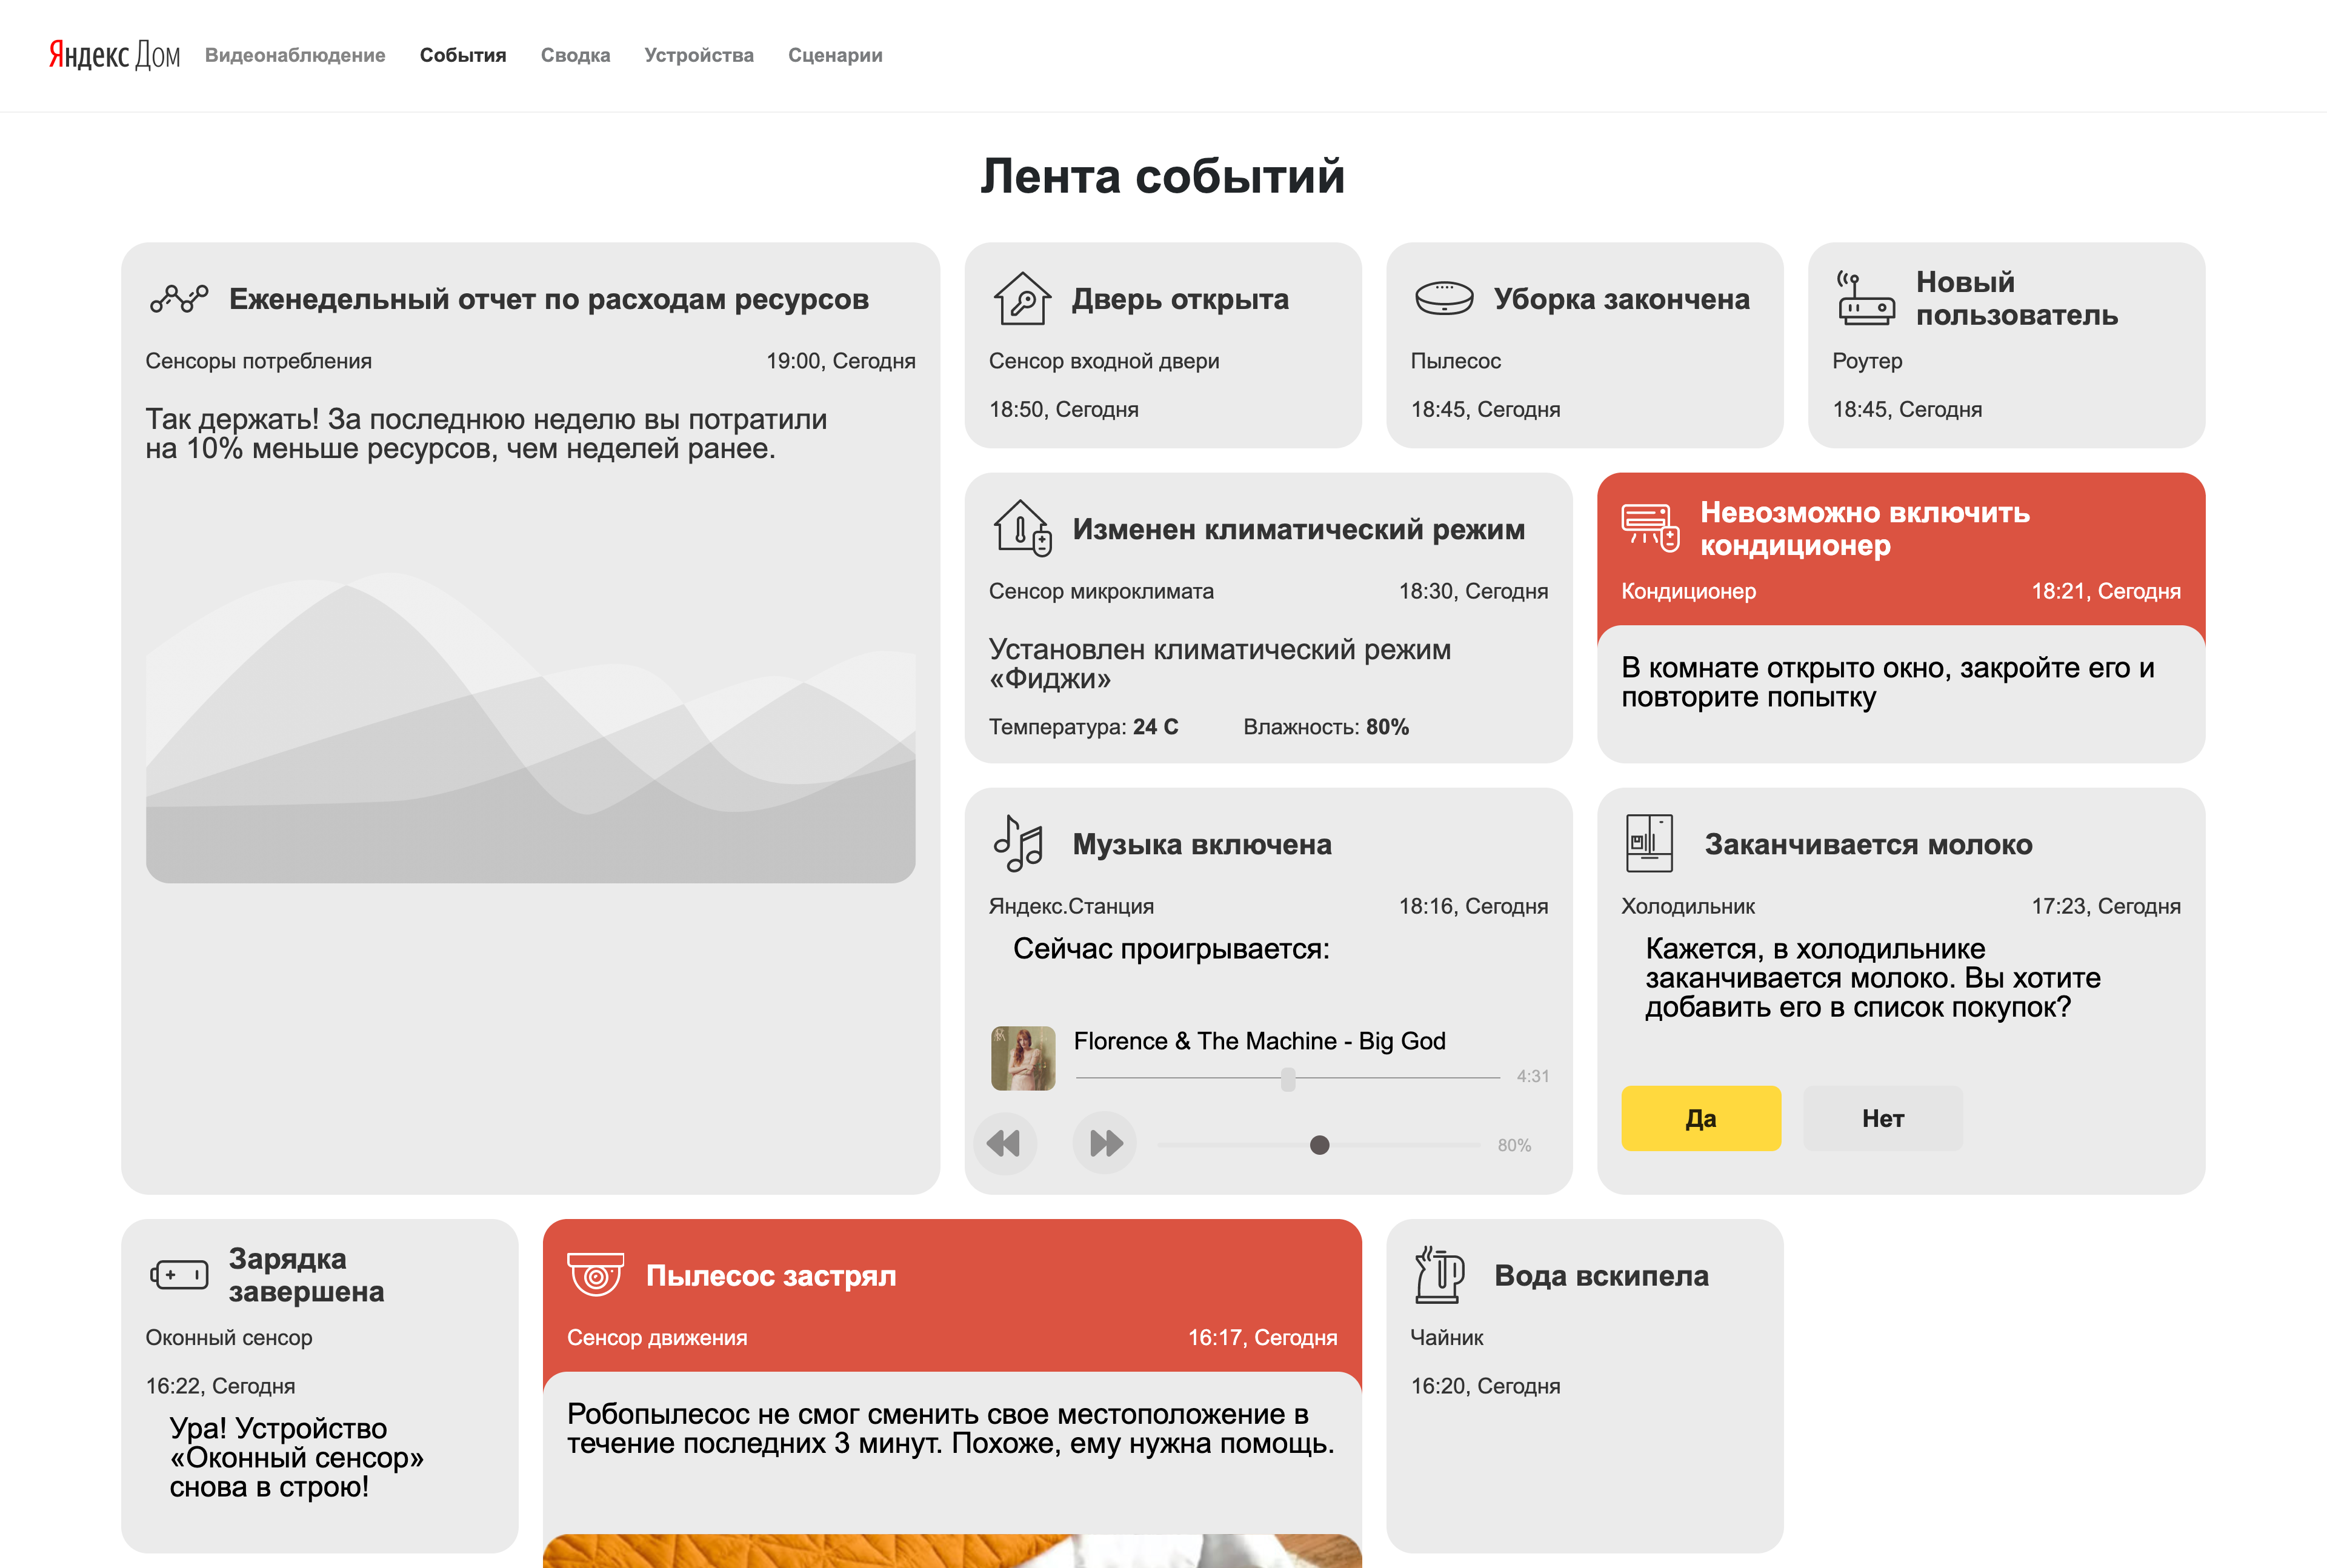 Яндекс Дом
Видеонаблюдение
События
Сводка
Устройства
Сценарии
Лента событий
Еженедельный отчет по расходам ресурсов
Сенсоры потребления
19:00, Сегодня
Так держать! За последнюю неделю вы потратили
на 10% меньше ресурсов, чем неделей ранее.
Дверь открыта
Сенсор входной двери
18:50, Сегодня
Уборка закончена
Пылесос
18:45, Сегодня
Новый
пользователь
Роутер
18:45, Сегодня
Изменен климатический режим
Сенсор микроклимата
18:30, Сегодня
Установлен климатический режим
«Фиджи»
Температура: 24 C
Влажность: 80%
Невозможно включить
кондиционер
Кондиционер
18:21, Сегодня
В комнате открыто окно, закройте его и
повторите попытку
Музыка включена
Яндекс.Станция
18:16, Сегодня
Сейчас проигрывается:
Florence & The Machine - Big God
4:31
80%
Заканчивается молоко
Холодильник
17:23, Сегодня
Кажется, в холодильнике
заканчивается молоко. Вы хотите
добавить его в список покупок?
Да
Нет
Зарядка
завершена
Оконный сенсор
16:22, Сегодня
Ура! Устройство
«Оконный сенсор»
снова в строю!
Пылесос застрял
Сенсор движения
16:17, Сегодня
Робопылесос не смог сменить свое местоположение в
течение последних 3 минут. Похоже, ему нужна помощь.
Вода вскипела
Чайник
16:20, Сегодня